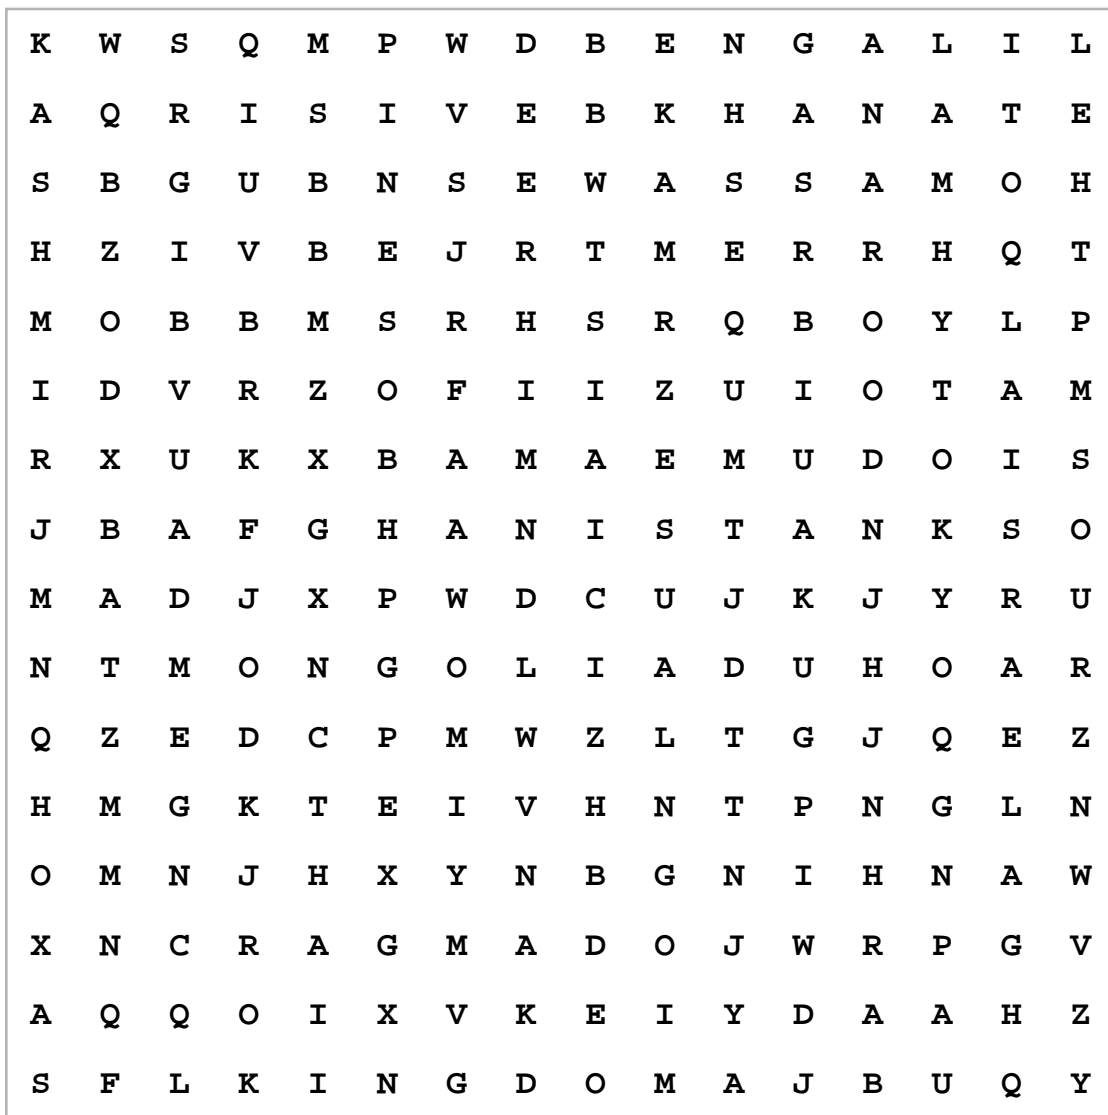 K W S Q M P W D B E N G A L I L
A Q R I S I V E B K H A N A T E
S B G U B N S E W A S S A M O H
H Z I V B E J R T M E R R H Q T
M O B B M S R H S R Q B O Y L P
I D V R Z O F I I Z U I O T A M
R X U K X B A M A E M U D O I S
J B A F G H A N I S T A N K S O
M A D J X P W D C U J K J Y R U
N T M O N G O L I A D U H O A R
Q Z E D C P M W Z L T G J Q E Z
H M G K T E I V H N T P N G L N
O M N J H X Y N B G N I H N A W
X N C R A G M A D O J W R P G V
A Q Q O I X V K E I Y D A A H Z
S F L K I N G D O M A J B U Q Y